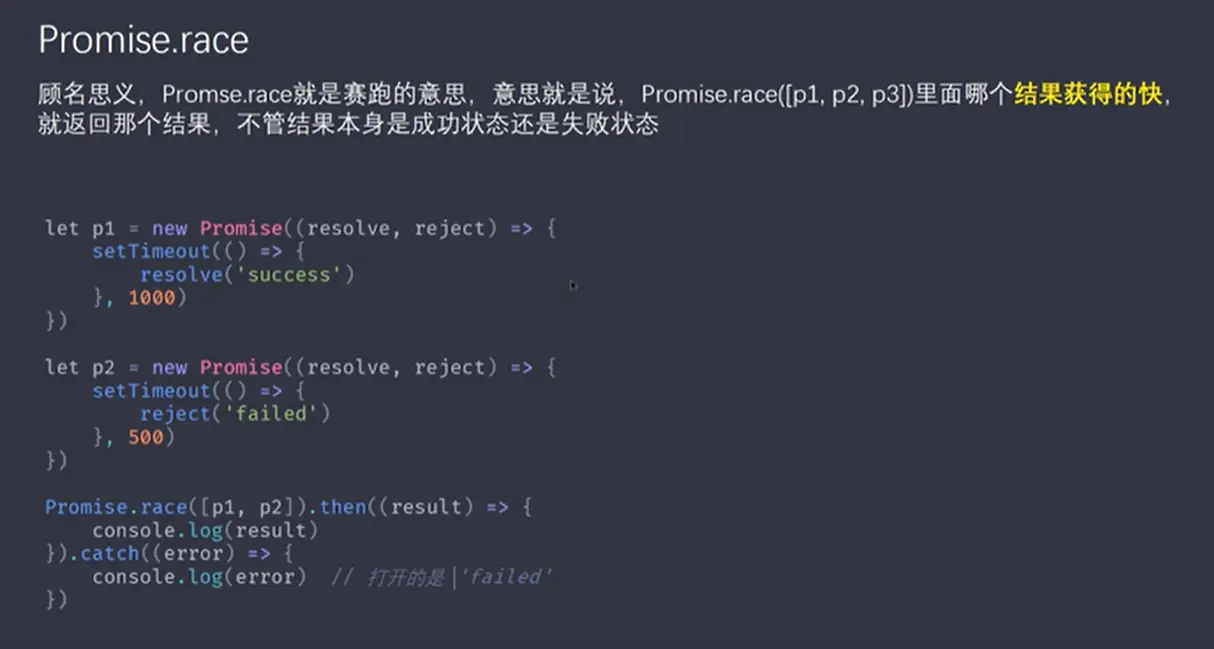 Promise.race
顾名思义，Promse.race就是赛跑的意思，意思就是说，Promise.race([p1, p2, p3])里面哪个结果获得的快，
就返回那个结果，不管结果本身是成功状态还是失败状态
let p1 = new Promise((resolve, reject) => {
    setTimeout(() => {
        resolve('success')
    }, 1000)
})
let p2 = new Promise((resolve, reject) => {
    setTimeout(() => {
        reject('failed')
    }, 500)
})
Promise.race([p1, p2]).then((result) => {
    console.log(result)
}).catch((error) => {
    console.log(error)  // 打开的是 'failed'
})